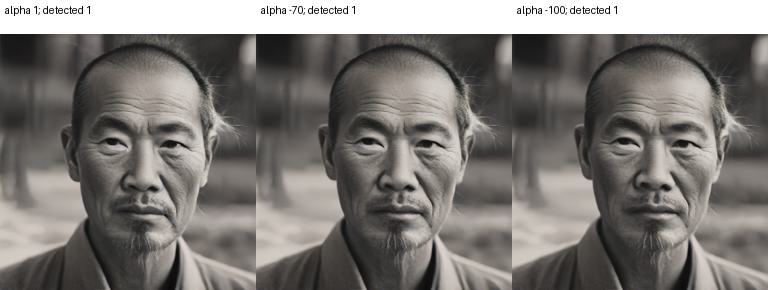 alpha 1; detected 1
alpha -70; detected 1
alpha -100; detected 1